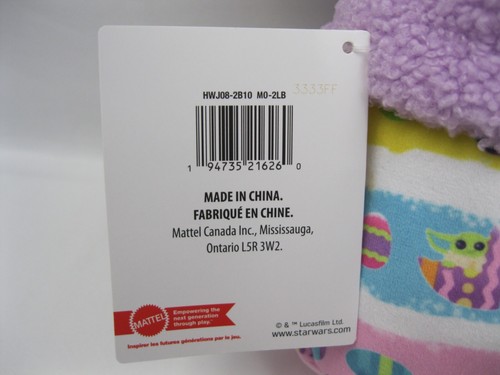 HWJ08-2B10 M0-2LB 5333FF
1 94735 21626 0
MADE IN CHINA.
FABRIQUÉ EN CHINE.
Mattel Canada Inc., Mississauga,
Ontario L5R 3W2.
MATTEL
Empowering the
next generation
through play.
Inspirer les futures générations par le jeu.
© & ™ Lucasfilm Ltd.
www.starwars.com